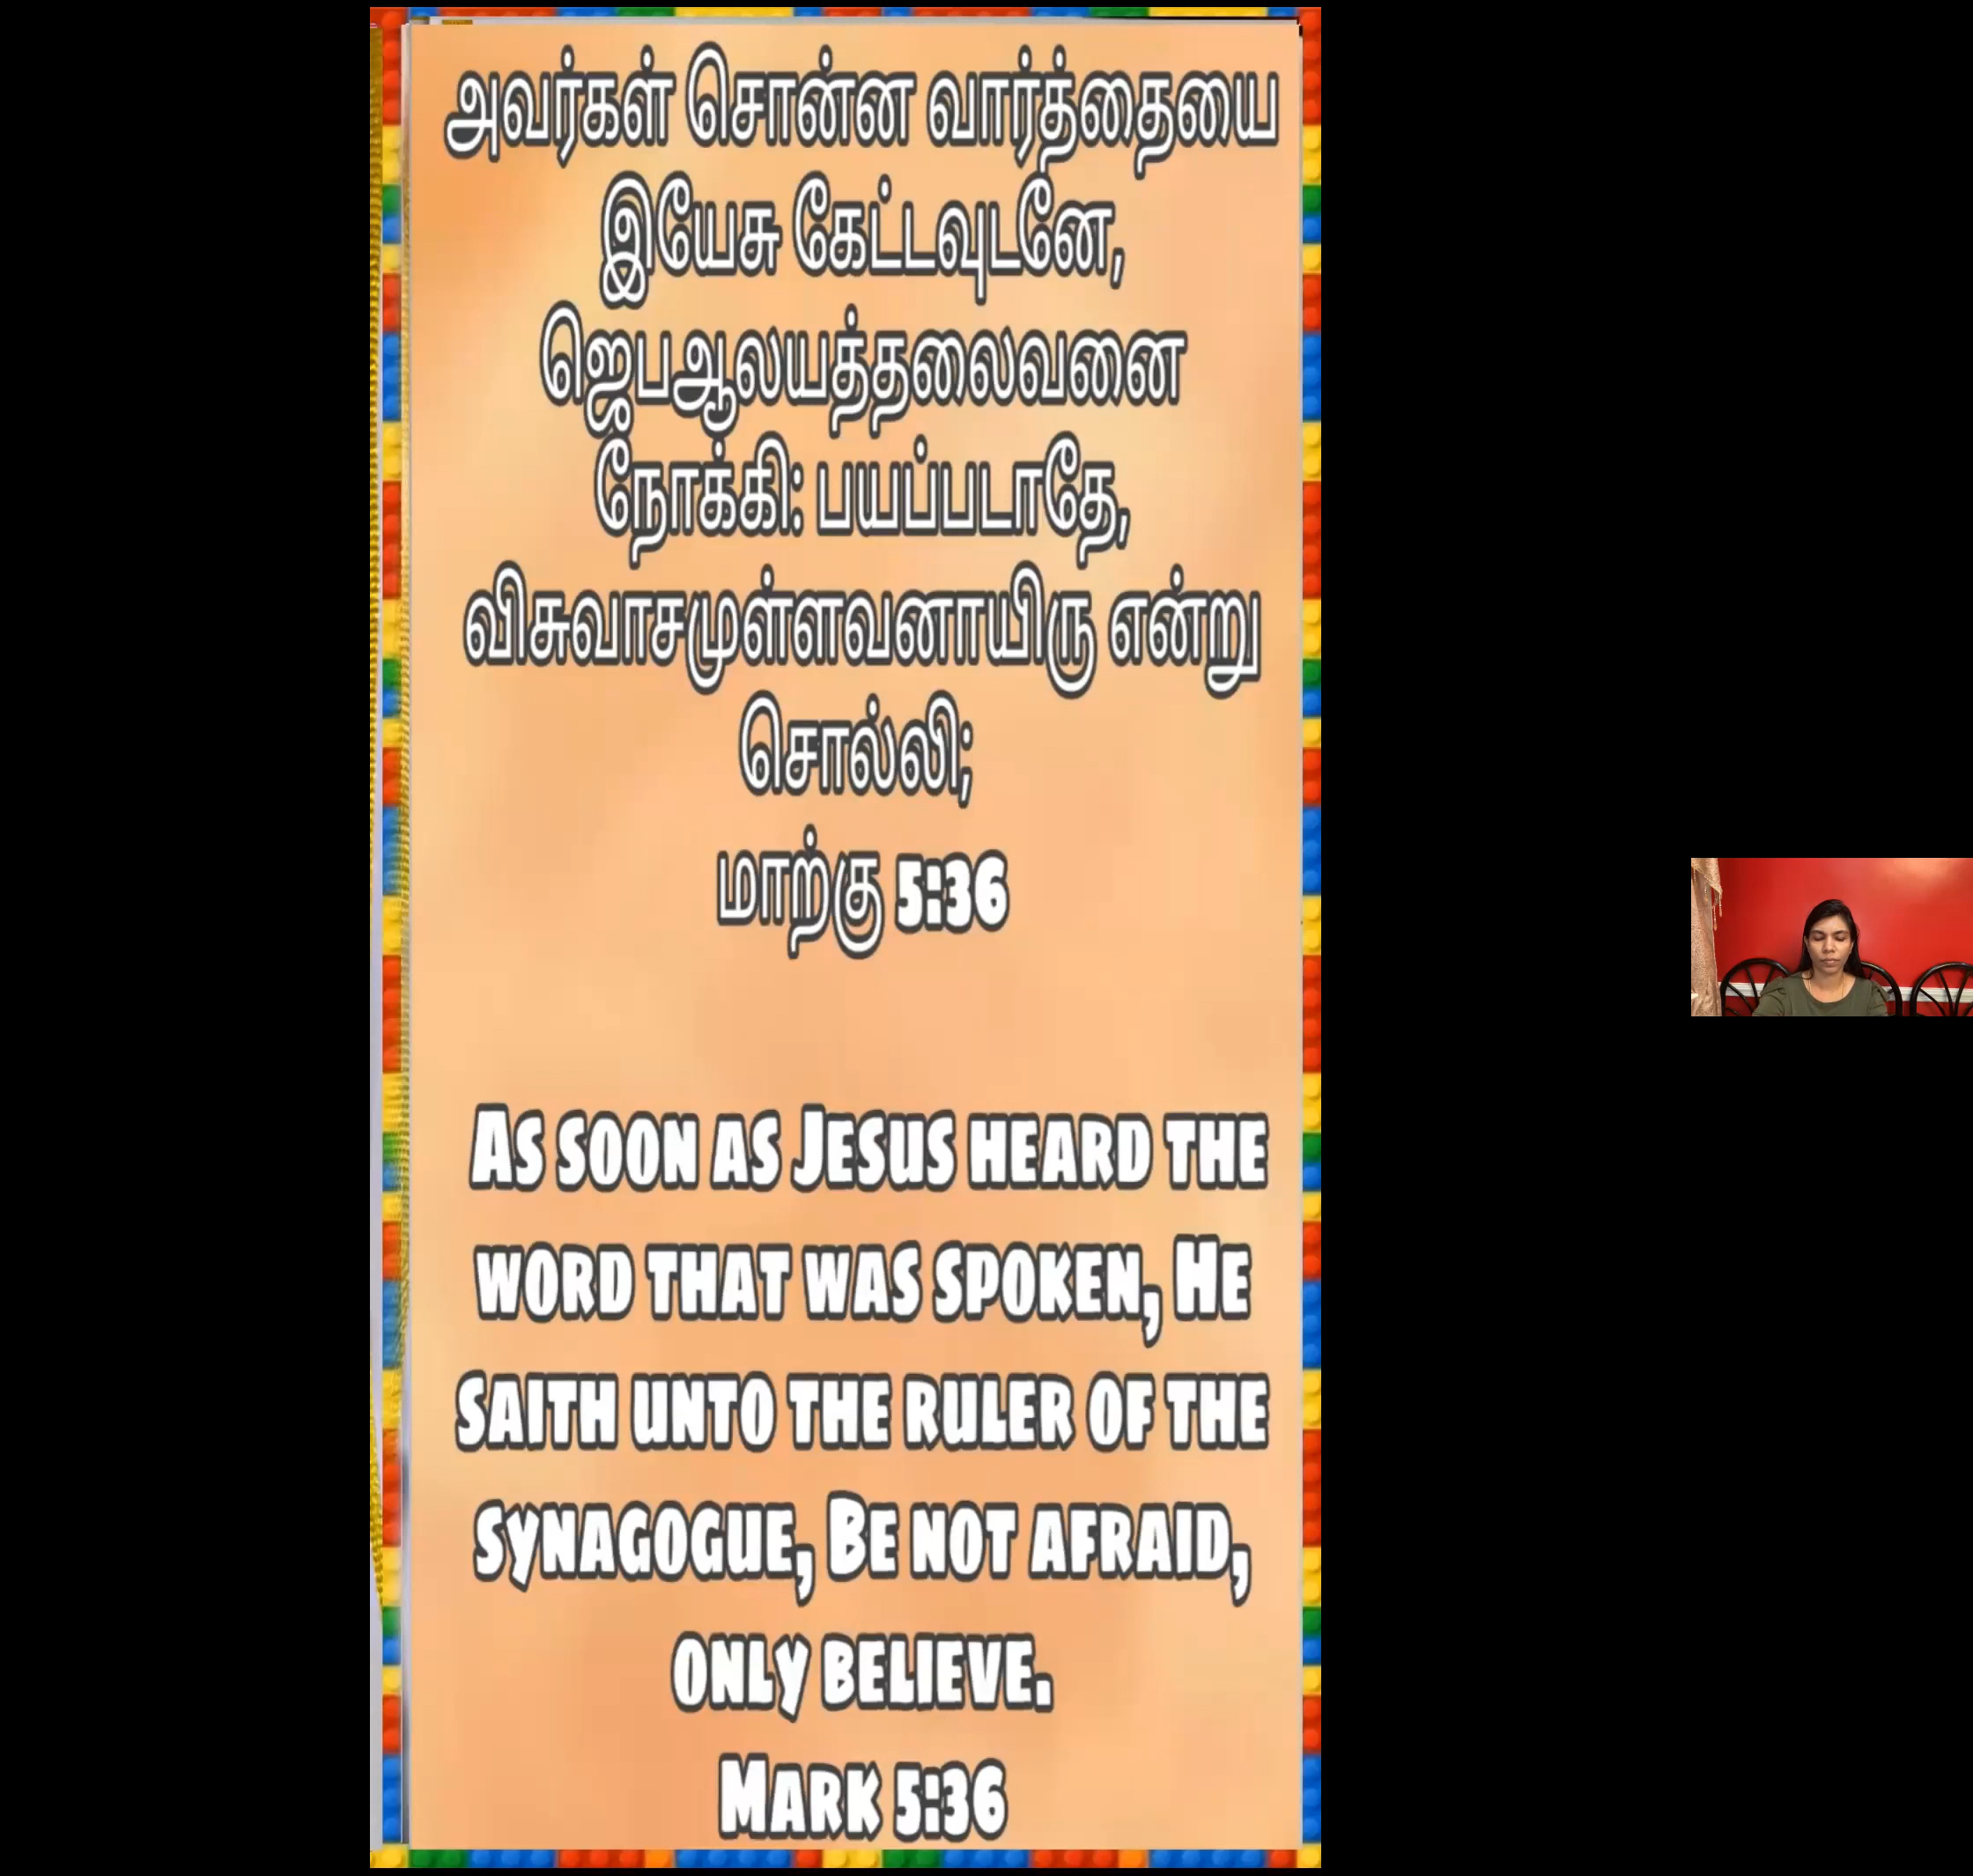 அவர்கள் சொன்ன வார்த்தையை
இயேசு கேட்டவுடனே,
ஜெபஆலயத்தலைவனை
நோக்கி: பயப்படாதே,
விசுவாசமுள்ளவனாயிரு என்று
சொல்லி;
மாற்கு 5:36
As soon as Jesus heard the
word that was spoken, He
saith unto the ruler of the
synagogue, Be not afraid,
only believe.
Mark 5:36